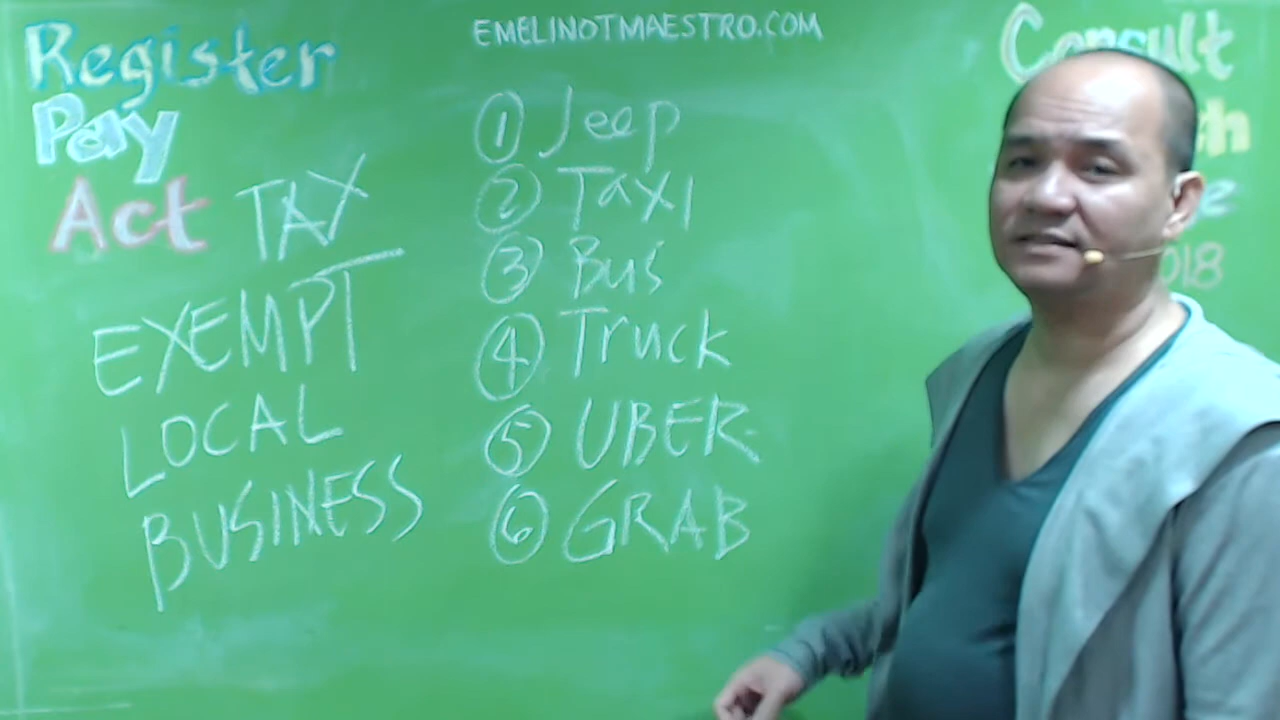 Register
Pay
Act TAX
EXEMPT
LOCAL
BUSINESS
EMELINOTMAESTRO.COM
① Jeep
② Taxi
③ Bus
④ Truck
⑤ UBER
⑥ GRAB
Consult